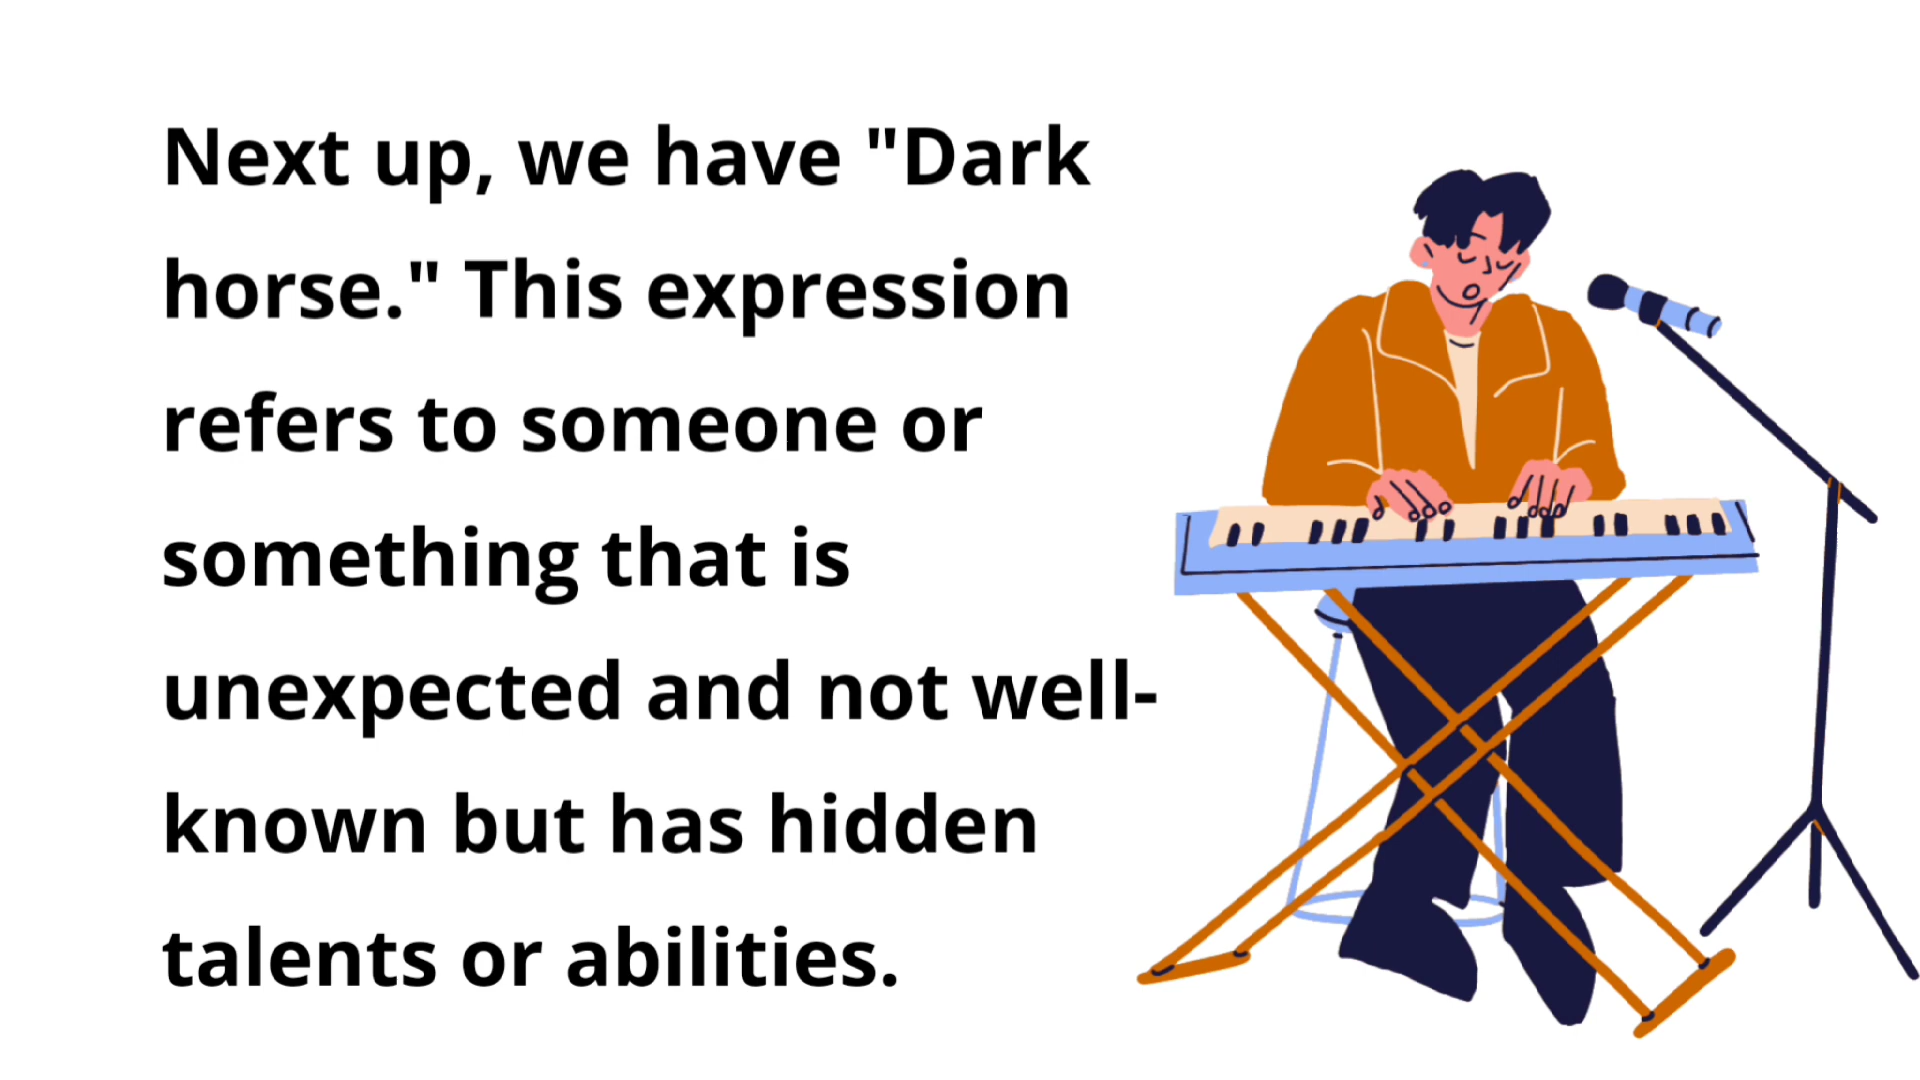 Next up, we have "Dark
horse." This expression
refers to someone or
something that is
unexpected and not well-
known but has hidden
talents or abilities.